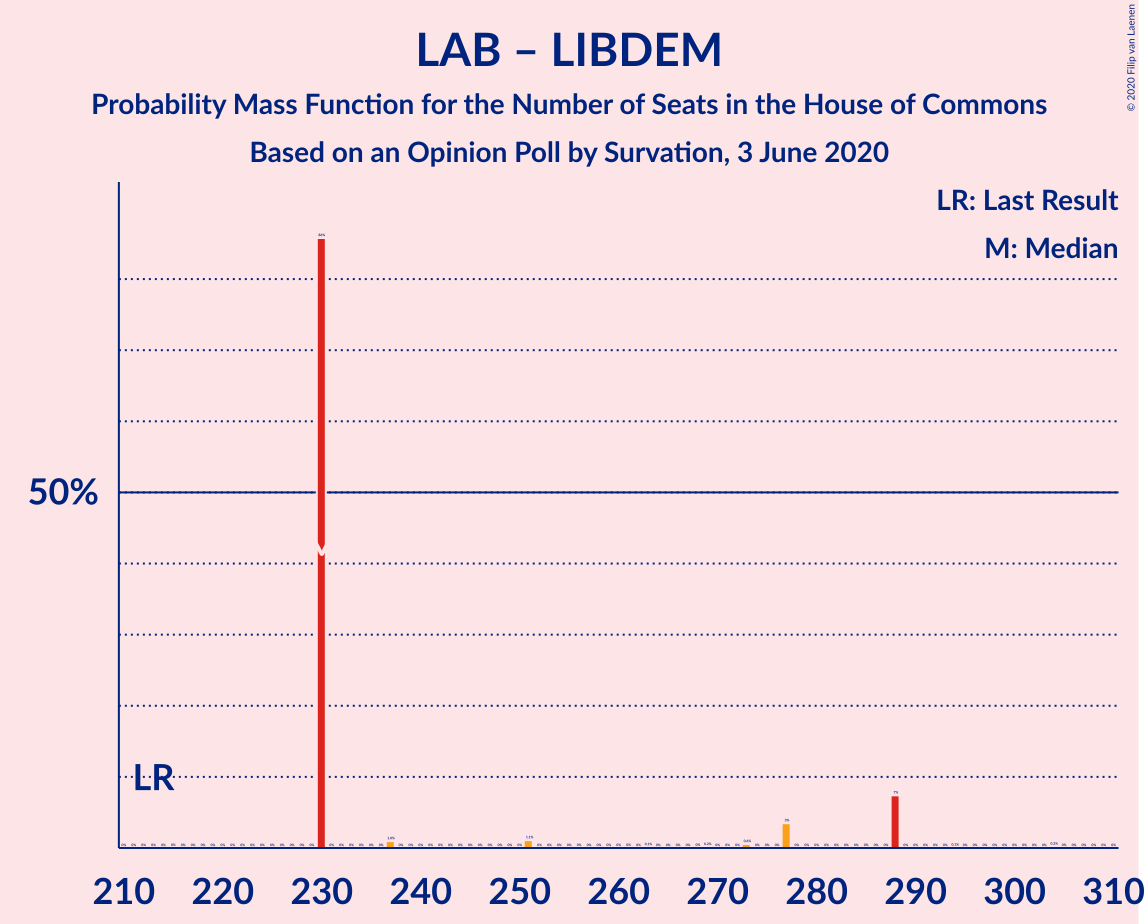 LAB – LIBDEM
Probability Mass Function for the Number of Seats in the House of Commons
Based on an Opinion Poll by Survation, 3 June 2020
© 2020 Filip van Laenen
LR: Last Result
M: Median
50%
M
LR
210 220 230 240 250 260 270 280 290 300 310